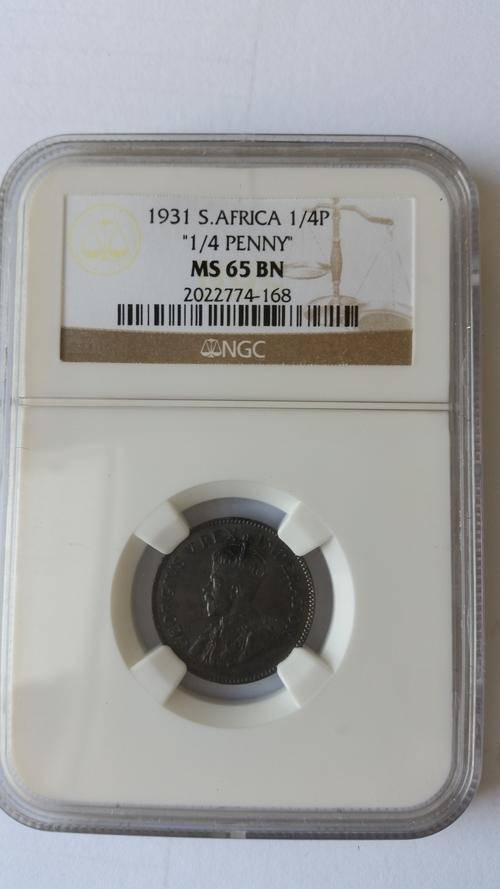 1931 S.AFRICA 1/4P
"1/4 PENNY"
MS 65 BN
2022774-168
NGC